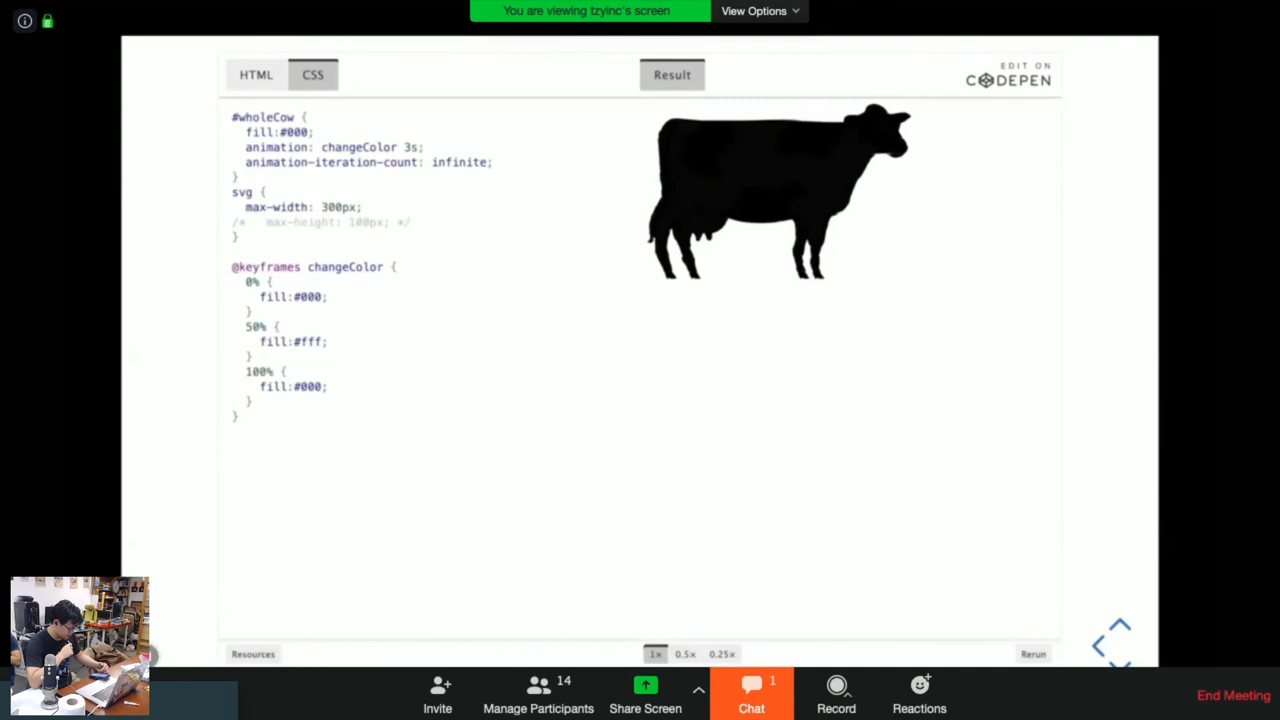 You are viewing tzyinc's screen
View Options
HTML
CSS
Result
EDIT ON
CODEPEN
#wholeCow {
fill:#000;
animation: changeColor 3s;
animation-iteration-count: infinite;
}
svg {
max-width: 300px;
/* max-height: 100px; */
}
@keyframes changeColor {
0% {
fill:#000;
}
50% {
fill:#fff;
}
100% {
fill:#000;
}
}
Resources
1×
0.5×
0.25×
Rerun
14
1
Invite
Manage Participants
Share Screen
Chat
Record
Reactions
End Meeting